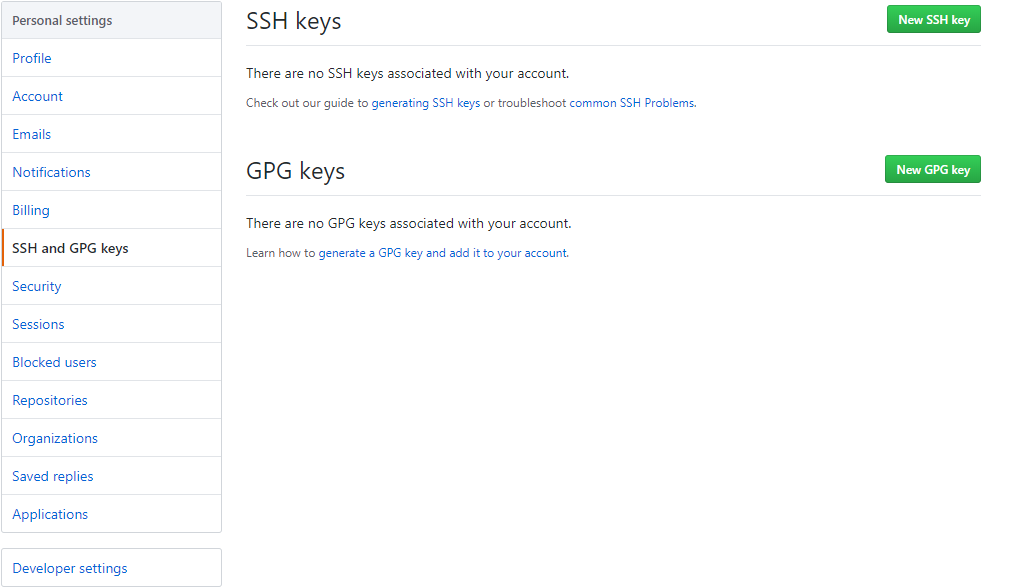 Personal settings
Profile
Account
Emails
Notifications
Billing
SSH and GPG keys
Security
Sessions
Blocked users
Repositories
Organizations
Saved replies
Applications
Developer settings
SSH keys
New SSH key
There are no SSH keys associated with your account.
Check out our guide to generating SSH keys or troubleshoot common SSH Problems.
GPG keys
New GPG key
There are no GPG keys associated with your account.
Learn how to generate a GPG key and add it to your account.